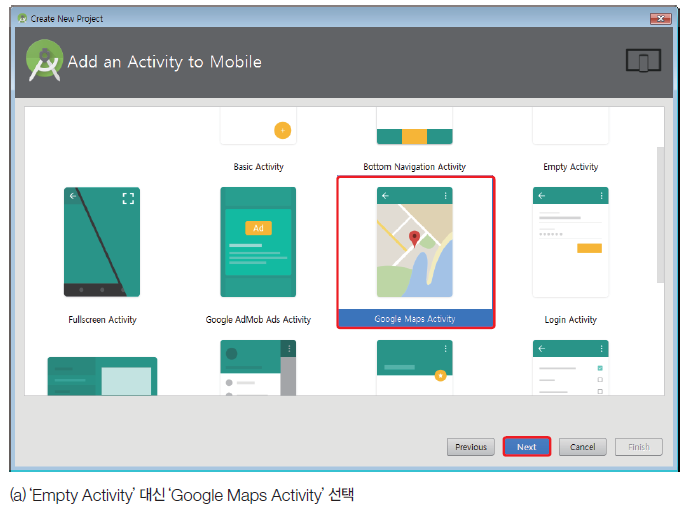 Create New Project
Add an Activity to Mobile
Basic Activity
Bottom Navigation Activity
Empty Activity
Ad
Fullscreen Activity
Google AdMob Ads Activity
Google Maps Activity
Login Activity
Previous
Next
Cancel
Finish
(a) ‘Empty Activity’ 대신 ‘Google Maps Activity’ 선택